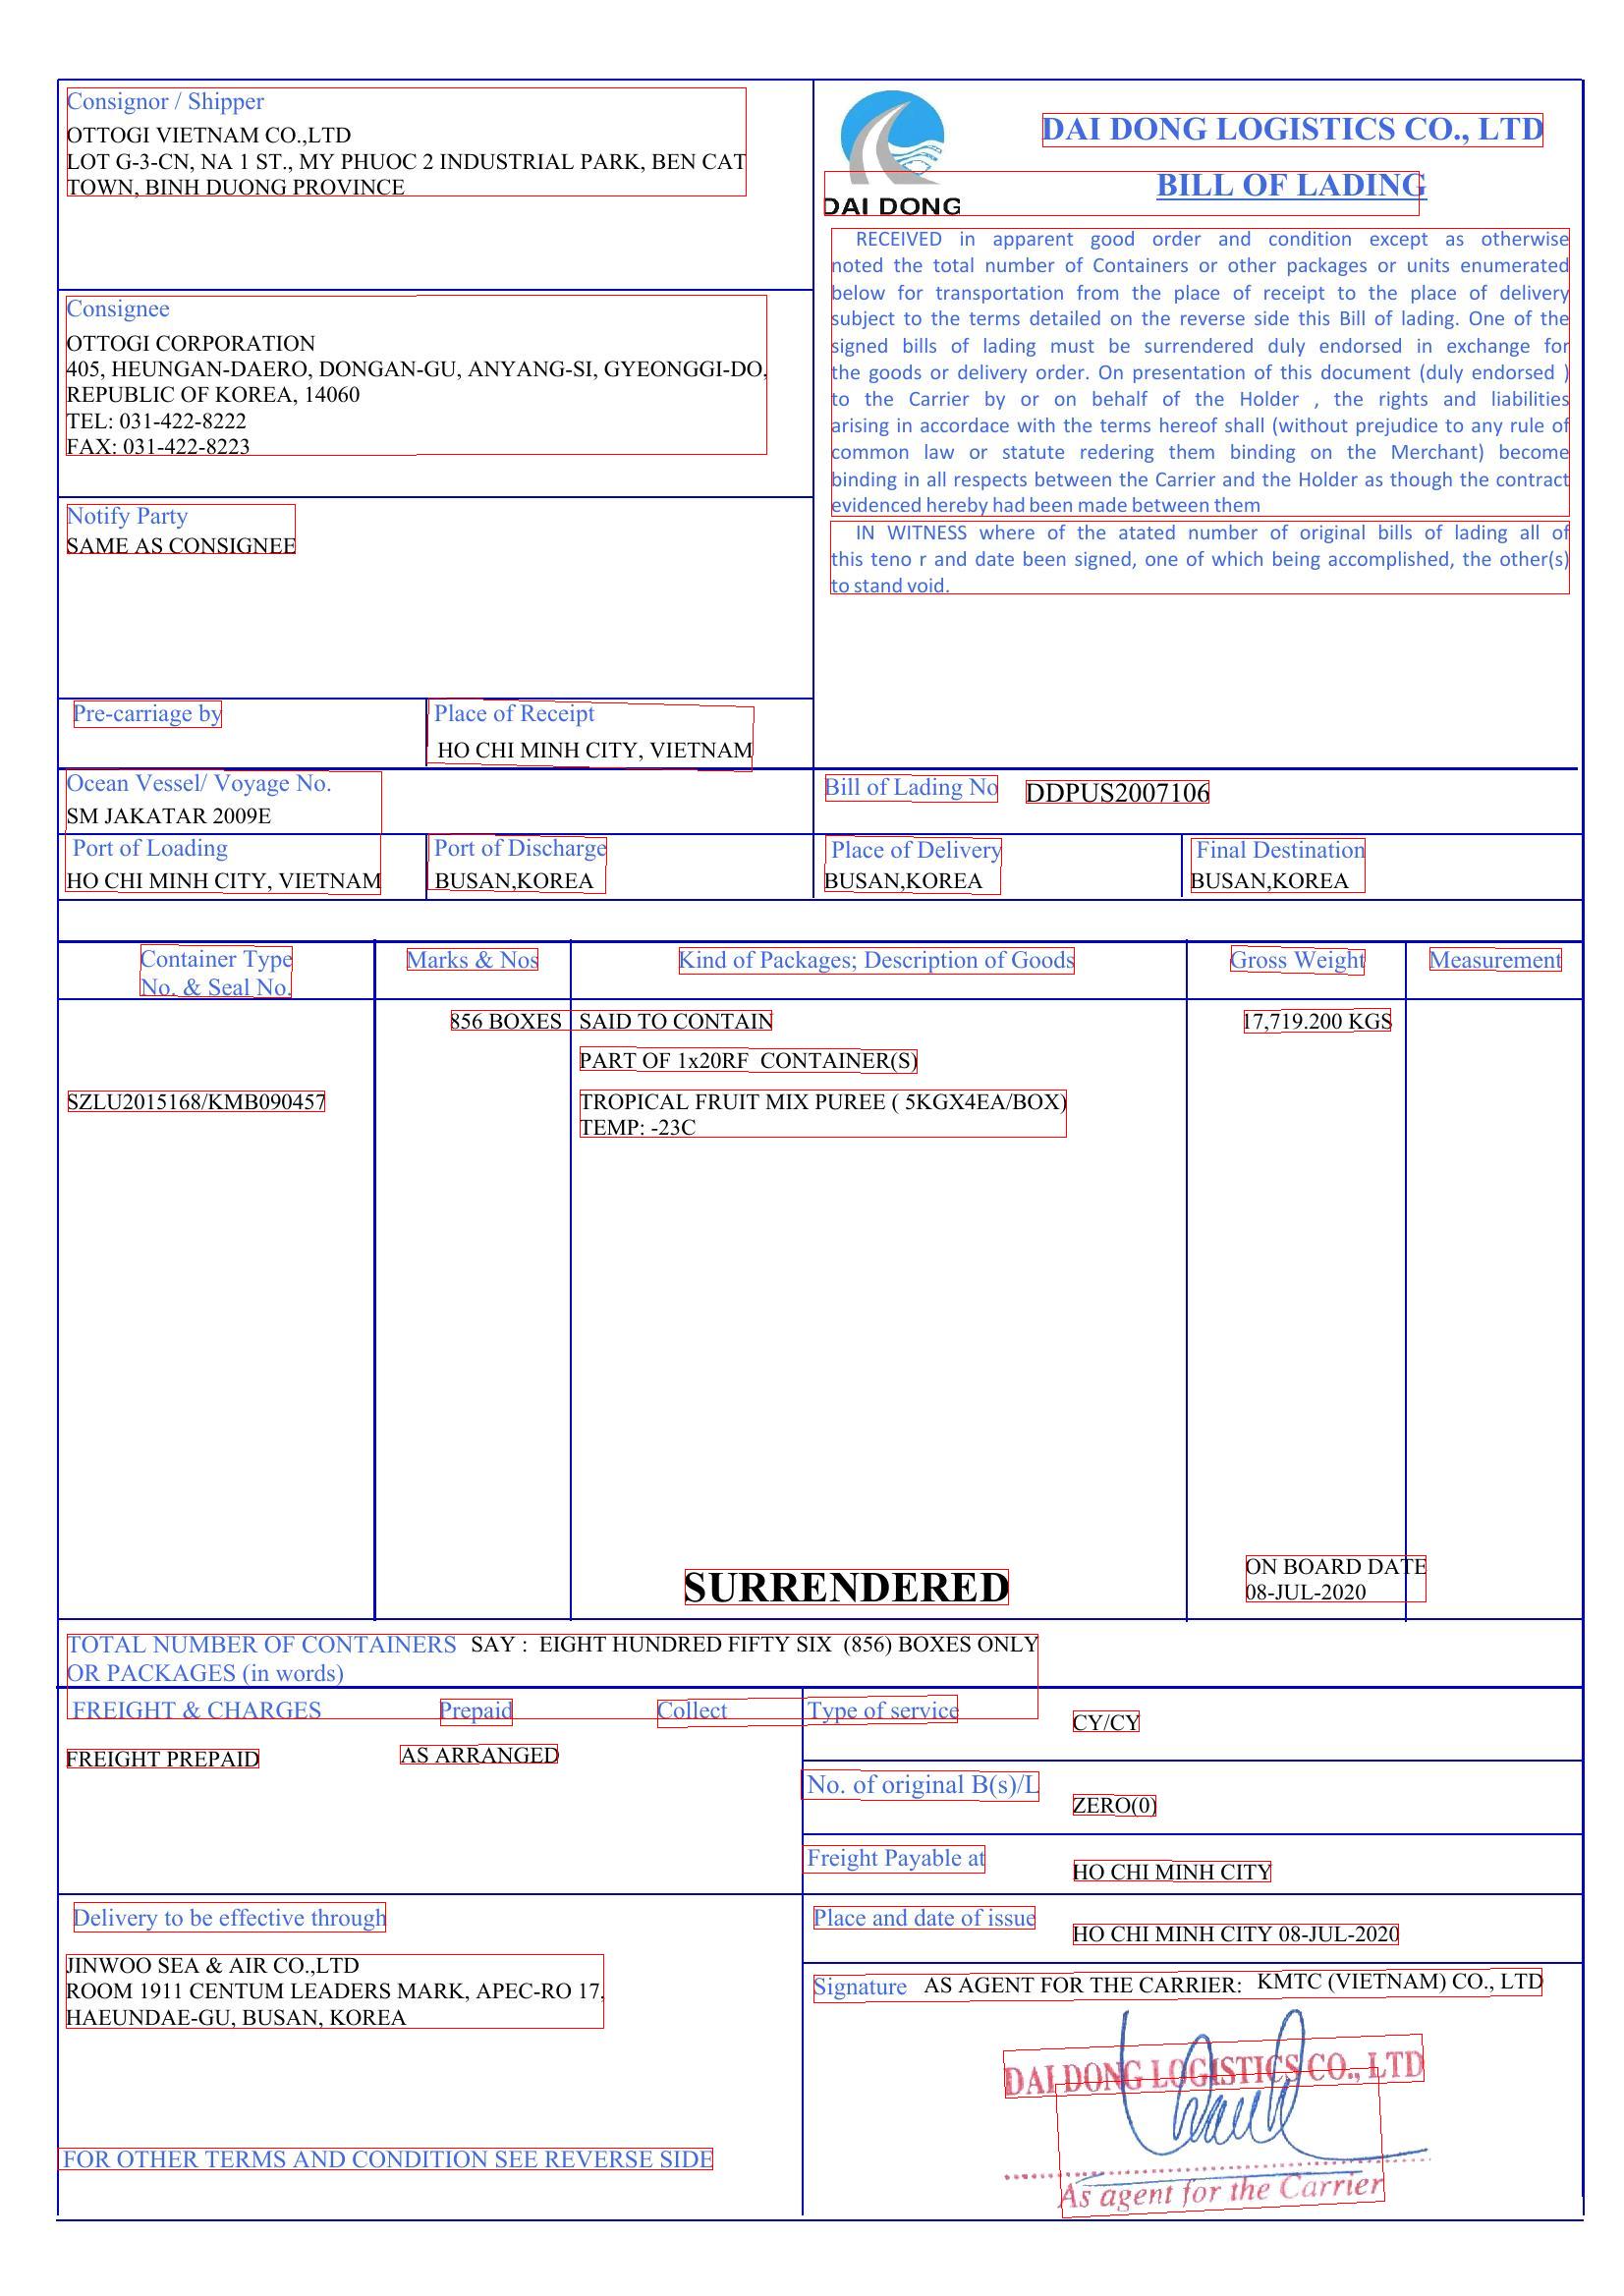 Consignor / Shipper
OTTOGI VIETNAM CO.,LTD
LOT G-3-CN, NA 1 ST., MY PHUOC 2 INDUSTRIAL PARK, BEN CAT
TOWN, BINH DUONG PROVINCE
DAI DONG LOGISTICS CO., LTD
BILL OF LADING
DAI DONG
RECEIVED in apparent good order and condition except as otherwise
noted the total number of Containers or other packages or units enumerated
below for transportation from the place of receipt to the place of delivery
subject to the terms detailed on the reverse side this Bill of lading. One of the
signed bills of lading must be surrendered duly endorsed in exchange for
the goods or delivery order. On presentation of this document (duly endorsed )
to the Carrier by or on behalf of the Holder , the rights and liabilities
arising in accordace with the terms hereof shall (without prejudice to any rule of
common law or statute redering them binding on the Merchant) become
binding in all respects between the Carrier and the Holder as though the contract
evidenced hereby had been made between them
IN WITNESS where of the atated number of original bills of lading all of
this teno r and date been signed, one of which being accomplished, the other(s)
to stand void.
Consignee
OTTOGI CORPORATION
405, HEUNGAN-DAERO, DONGAN-GU, ANYANG-SI, GYEONGGI-DO,
REPUBLIC OF KOREA, 14060
TEL: 031-422-8222
FAX: 031-422-8223
Notify Party
SAME AS CONSIGNEE
Pre-carriage by
Place of Receipt
HO CHI MINH CITY, VIETNAM
Ocean Vessel/ Voyage No.
SM JAKATAR 2009E
Bill of Lading No DDPUS2007106
Port of Loading
HO CHI MINH CITY, VIETNAM
Port of Discharge
BUSAN,KOREA
Place of Delivery
BUSAN,KOREA
Final Destination
BUSAN,KOREA
Container Type
No. & Seal No.
Marks & Nos
Kind of Packages; Description of Goods
Gross Weight
Measurement
856 BOXES SAID TO CONTAIN 17,719.200 KGS
PART OF 1x20RF CONTAINER(S)
SZLU2015168/KMB090457 TROPICAL FRUIT MIX PUREE ( 5KGX4EA/BOX)
TEMP: -23C
SURRENDERED
ON BOARD DATE
08-JUL-2020
TOTAL NUMBER OF CONTAINERS SAY : EIGHT HUNDRED FIFTY SIX (856) BOXES ONLY
OR PACKAGES (in words)
FREIGHT & CHARGES Prepaid Collect
FREIGHT PREPAID AS ARRANGED
Type of service CY/CY
No. of original B(s)/L ZERO(0)
Freight Payable at HO CHI MINH CITY
Delivery to be effective through
JINWOO SEA & AIR CO.,LTD
ROOM 1911 CENTUM LEADERS MARK, APEC-RO 17,
HAEUNDAE-GU, BUSAN, KOREA
Place and date of issue HO CHI MINH CITY 08-JUL-2020
Signature AS AGENT FOR THE CARRIER: KMTC (VIETNAM) CO., LTD
DAI DONG LOGISTICS CO., LTD
As agent for the Carrier
FOR OTHER TERMS AND CONDITION SEE REVERSE SIDE